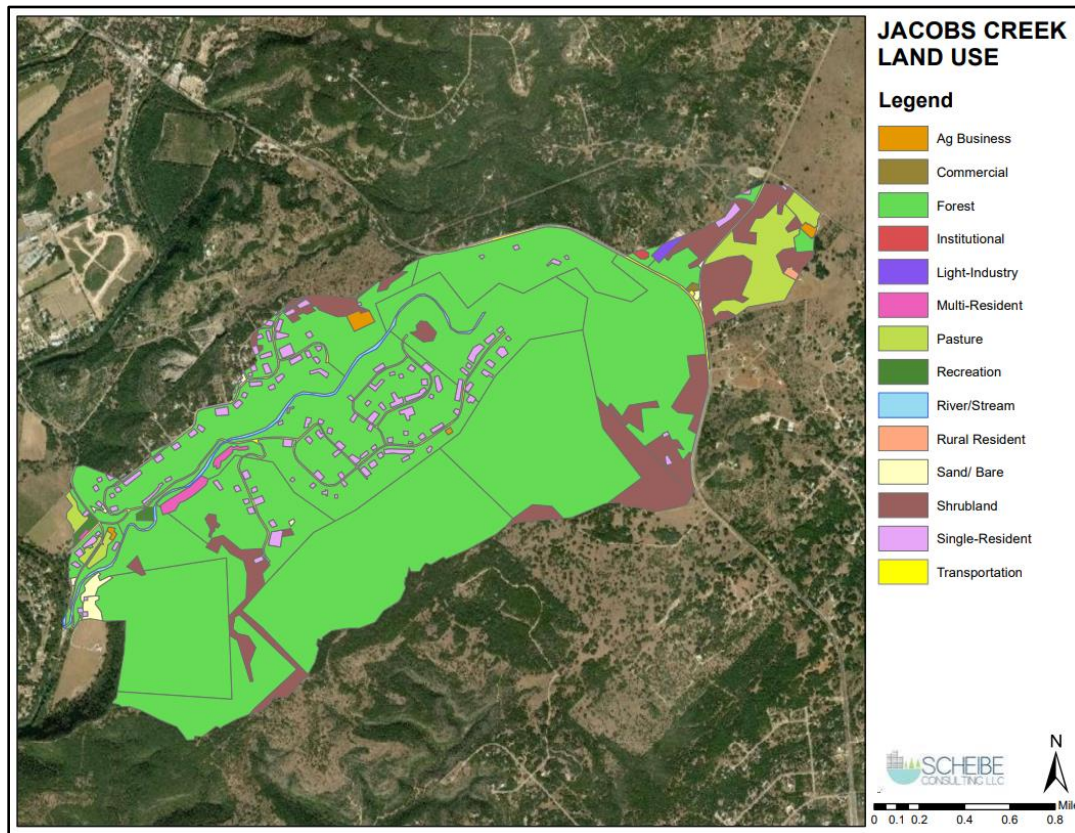 JACOBS CREEK
LAND USE
Legend
Ag Business
Commercial
Forest
Institutional
Light-Industry
Multi-Resident
Pasture
Recreation
River/Stream
Rural Resident
Sand/ Bare
Shrubland
Single-Resident
Transportation
SCHEIBE
CONSULTING LLC
N
Mile
0 0.1 0.2 0.4 0.6 0.8